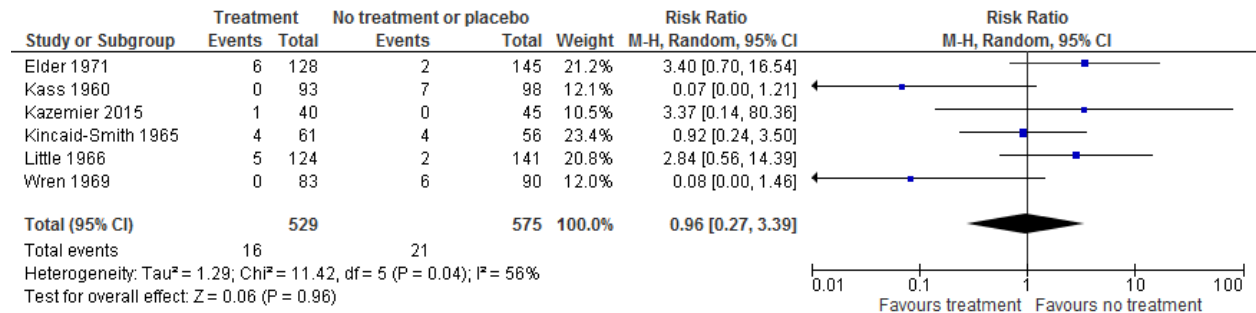 Treatment No treatment or placebo Risk Ratio Risk Ratio
Study or Subgroup Events Total Events Total Weight M-H, Random, 95% CI M-H, Random, 95% CI
Elder 1971 6 128 2 145 21.2% 3.40 [0.70, 16.54]
Kass 1960 0 93 7 98 12.1% 0.07 [0.00, 1.21]
Kazemier 2015 1 40 0 45 10.5% 3.37 [0.14, 80.36]
Kincaid-Smith 1965 4 61 4 56 23.4% 0.92 [0.24, 3.50]
Little 1966 5 124 2 141 20.8% 2.84 [0.56, 14.39]
Wren 1969 0 83 6 90 12.0% 0.08 [0.00, 1.46]
Total (95% CI) 529 575 100.0% 0.96 [0.27, 3.39]
Total events 16 21
Heterogeneity: Tau² = 1.29; Chi² = 11.42, df = 5 (P = 0.04); I² = 56%
Test for overall effect: Z = 0.06 (P = 0.96)
0.01 0.1 1 10 100
Favours treatment Favours no treatment